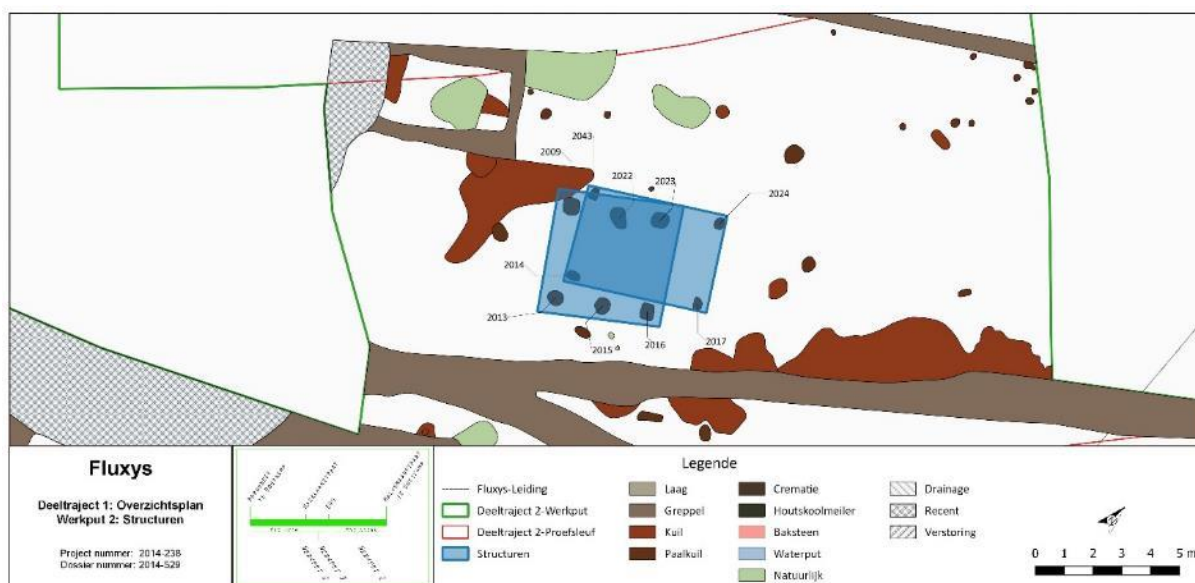 2043
2009
2022
2023
2024
2014
2013
2015
2016
2017
Fluxys
Deeltraject 1: Overzichtsplan
Werkput 2: Structuren
Project nummer: 2014-238
Dossier nummer: 2014-529
Legende
Fluxys-Leiding
Deeltraject 2-Werkput
Deeltraject 2-Proefsleuf
Structuren
Laag
Greppel
Kuil
Paalkuil
Crematie
Houtskoolmeiler
Baksteen
Waterput
Natuurlijk
Drainage
Recent
Verstoring
0 1 2 3 4 5 m